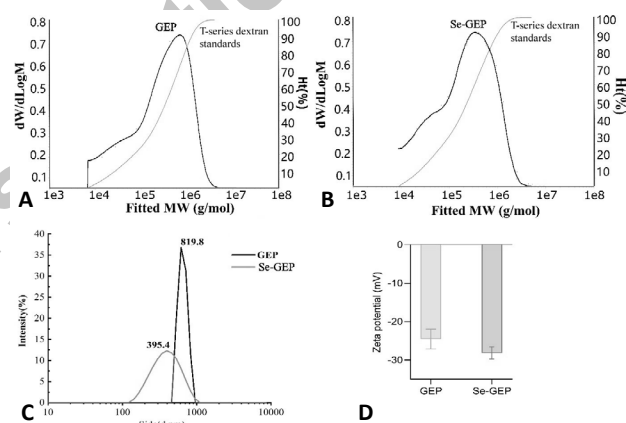 GEP
T-series dextran
standards
dW/dLogM
Ht(%)
0.8
0.7
0.6
0.5
0.4
0.3
0.2
0.1
100
90
80
70
60
50
40
30
20
10
1e3 1e4 1e5 1e6 1e7 1e8
Fitted MW (g/mol)
A
Se-GEP
T-series dextran
standards
dW/dLogM
Ht(%)
0.8
0.7
0.6
0.5
0.4
0.3
0.2
0.1
100
90
80
70
60
50
40
30
20
10
1e3 1e4 1e5 1e6 1e7 1e8
Fitted MW (g/mol)
B
40
35
30
25
20
15
10
5
0
Intensity(%)
819.8
395.4
GEP
Se-GEP
10 100 1000 10000
C
0
-10
-20
-30
Zeta potential (mV)
GEP Se-GEP
D